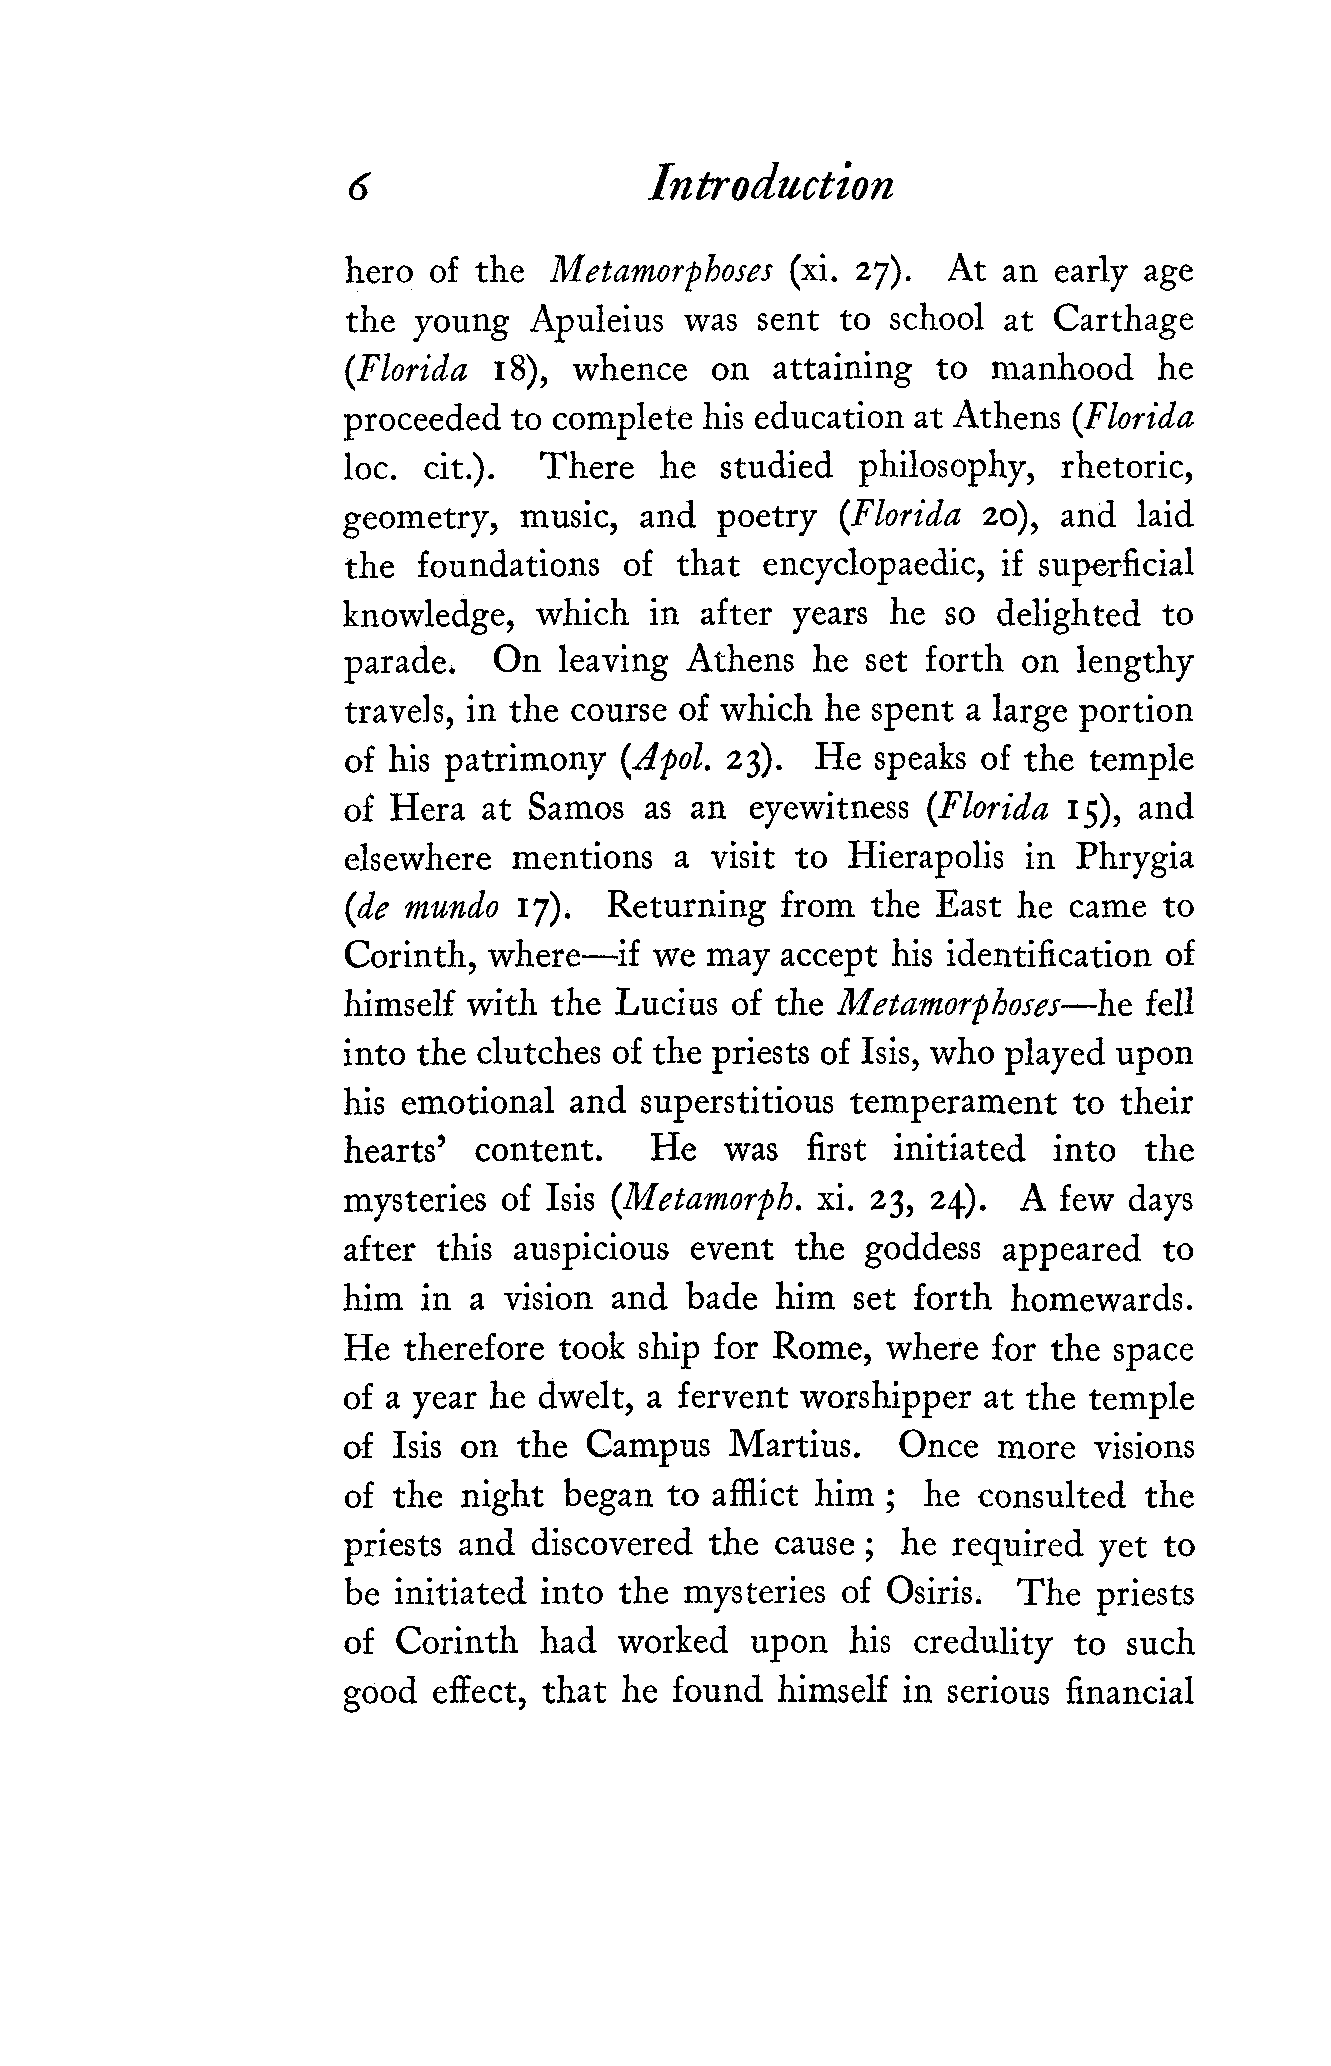 6 Introduction
hero of the Metamorphoses (xi. 27). At an early age
the young Apuleius was sent to school at Carthage
(Florida 18), whence on attaining to manhood he
proceeded to complete his education at Athens (Florida
loc. cit.). There he studied philosophy, rhetoric,
geometry, music, and poetry (Florida 20), and laid
the foundations of that encyclopaedic, if superficial
knowledge, which in after years he so delighted to
parade. On leaving Athens he set forth on lengthy
travels, in the course of which he spent a large portion
of his patrimony (Apol. 23). He speaks of the temple
of Hera at Samos as an eyewitness (Florida 15), and
elsewhere mentions a visit to Hierapolis in Phrygia
(de mundo 17). Returning from the East he came to
Corinth, where—if we may accept his identification of
himself with the Lucius of the Metamorphoses—he fell
into the clutches of the priests of Isis, who played upon
his emotional and superstitious temperament to their
hearts' content. He was first initiated into the
mysteries of Isis (Metamorph. xi. 23, 24). A few days
after this auspicious event the goddess appeared to
him in a vision and bade him set forth homewards.
He therefore took ship for Rome, where for the space
of a year he dwelt, a fervent worshipper at the temple
of Isis on the Campus Martius. Once more visions
of the night began to afflict him ; he consulted the
priests and discovered the cause ; he required yet to
be initiated into the mysteries of Osiris. The priests
of Corinth had worked upon his credulity to such
good effect, that he found himself in serious financial